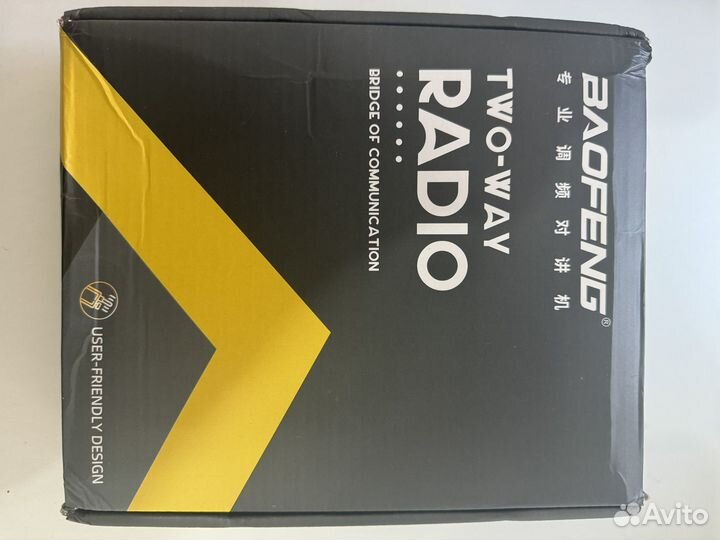 BAOFENG®
专业调频对讲机
TWO-WAY
RADIO
BRIDGE OF COMMUNICATION
USER-FRIENDLY DESIGN
Avito